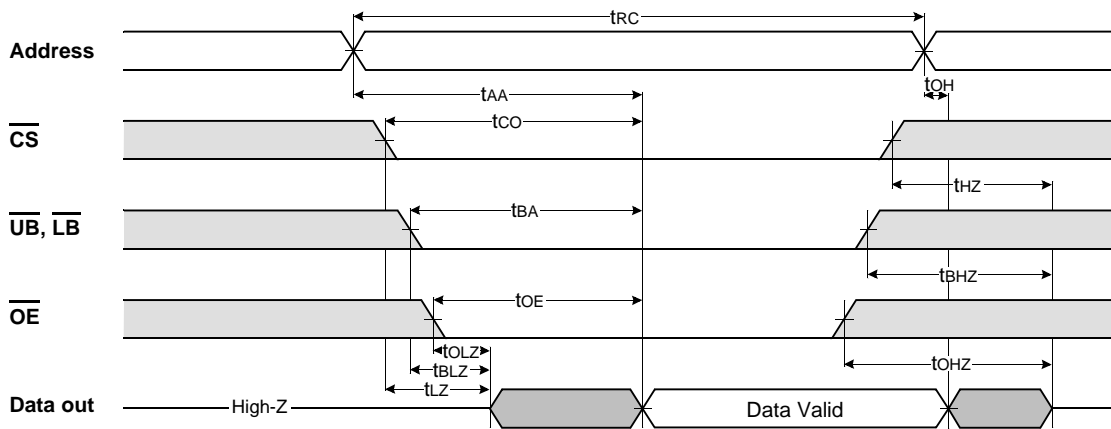 tRC
Address
tOH
tAA
CS
tCO
tHZ
UB, LB
tBA
tBHZ
OE
tOE
tOLZ
tBLZ
tOHZ
tLZ
Data out
High-Z
Data Valid